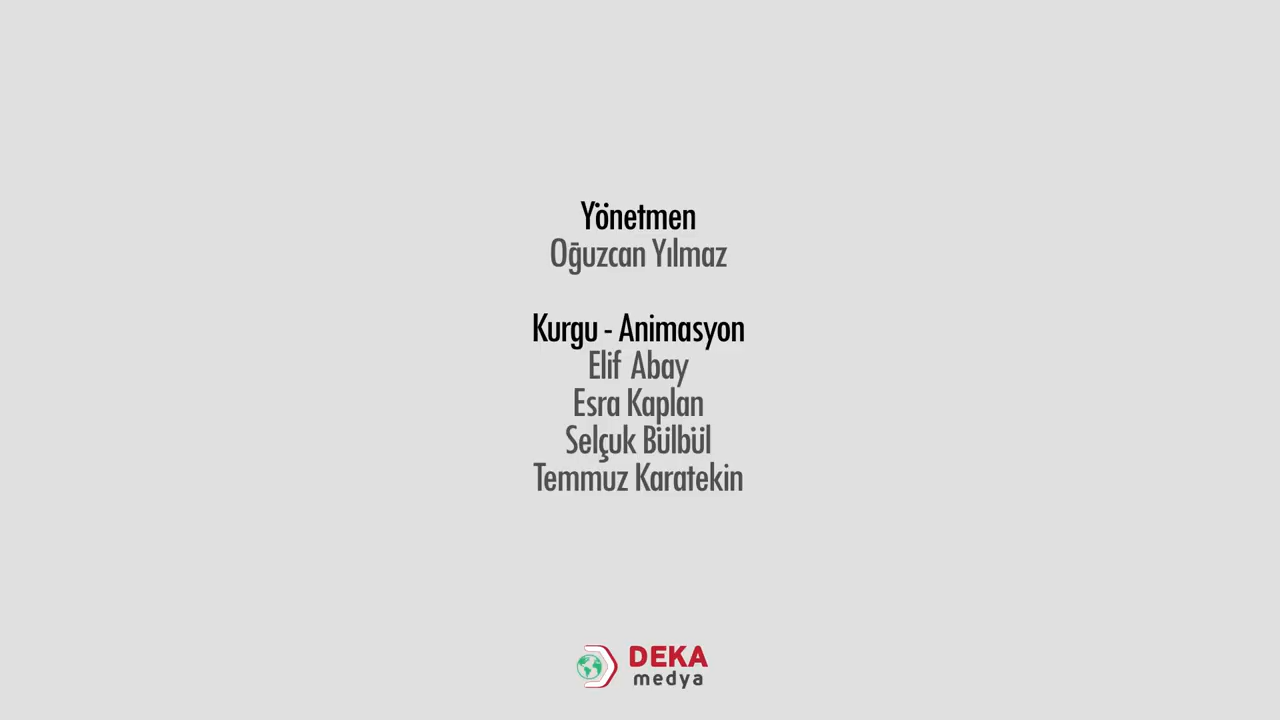 Yönetmen
Oğuzcan Yılmaz
Kurgu - Animasyon
Elif Abay
Esra Kaplan
Selçuk Bülbül
Temmuz Karatekin
DEKA
medya